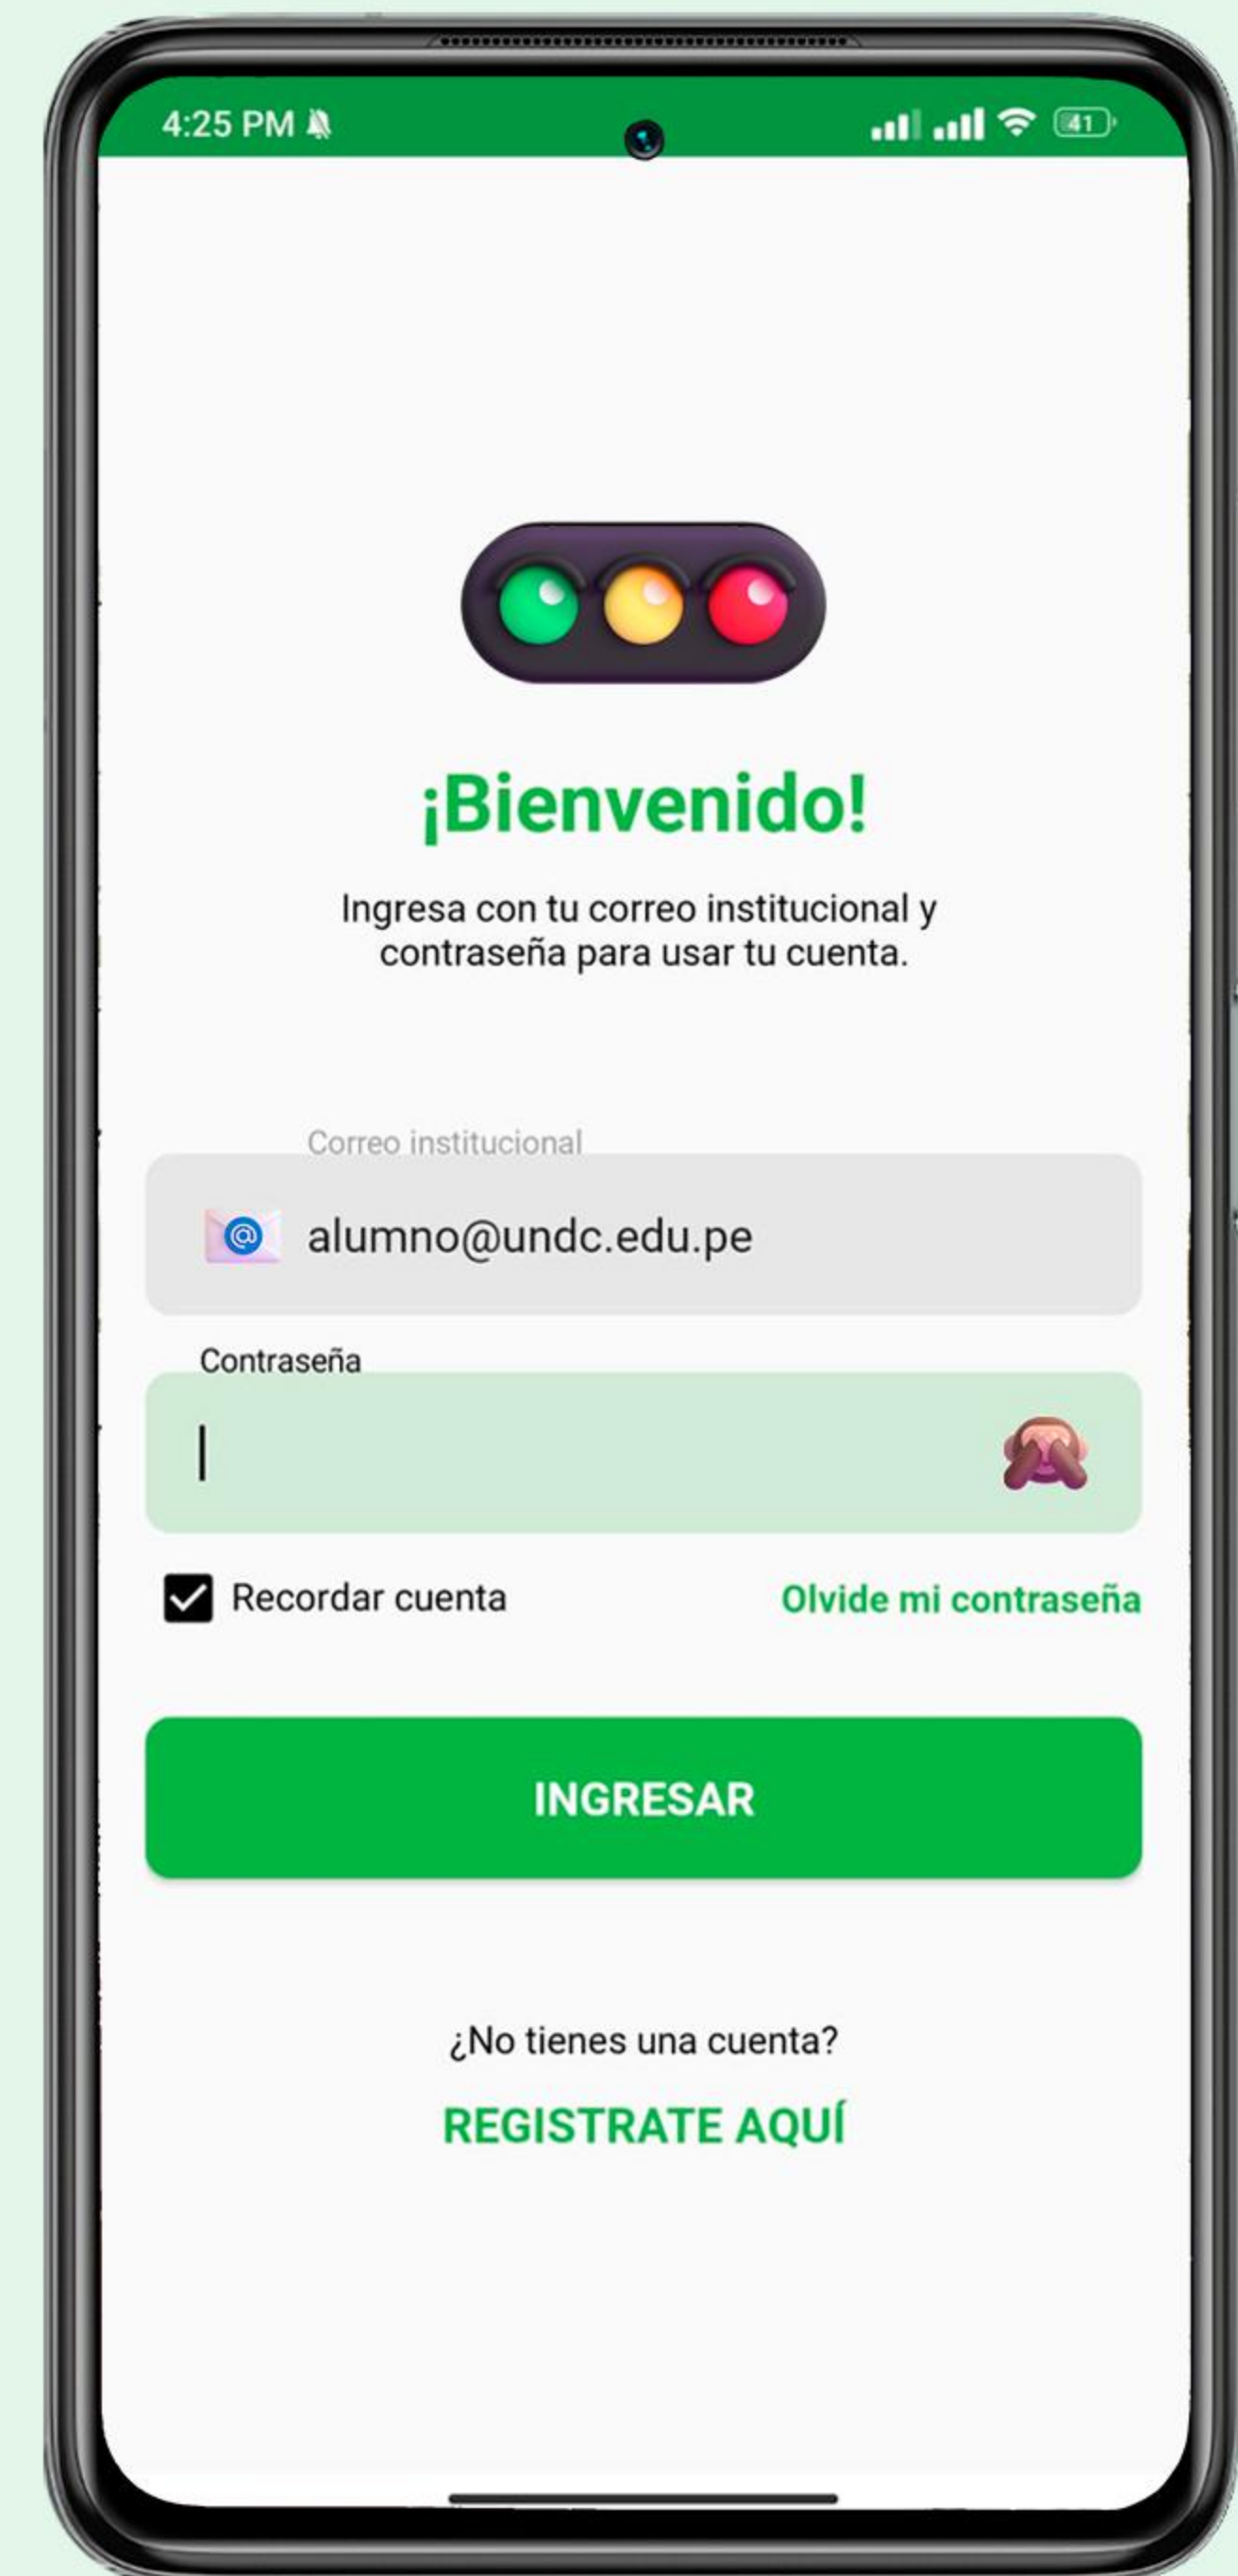 4:25 PM
41
¡Bienvenido!
Ingresa con tu correo institucional y
contraseña para usar tu cuenta.
Correo institucional
@ alumno@undc.edu.pe
Contraseña
Recordar cuenta
Olvide mi contraseña
INGRESAR
¿No tienes una cuenta?
REGISTRATE AQUÍ